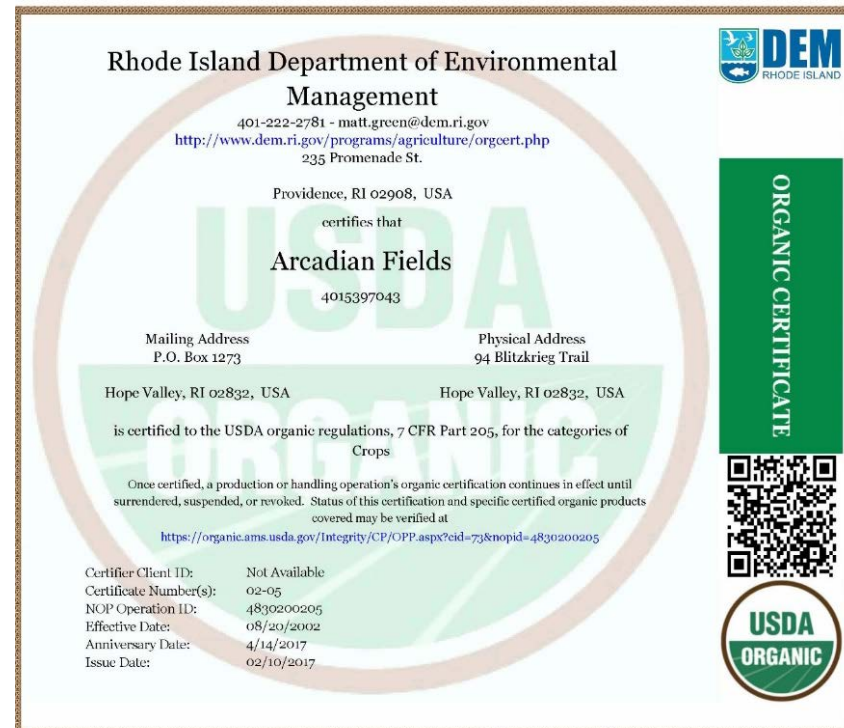 Rhode Island Department of Environmental
Management
401-222-2781 - matt.green@dem.ri.gov
http://www.dem.ri.gov/programs/agriculture/orgcert.php
235 Promenade St.
Providence, RI 02908, USA
certifies that
Arcadian Fields
4015397043
Mailing Address
P.O. Box 1273
Hope Valley, RI 02832, USA
Physical Address
94 Blitzkrieg Trail
Hope Valley, RI 02832, USA
is certified to the USDA organic regulations, 7 CFR Part 205, for the categories of
Crops
Once certified, a production or handling operation's organic certification continues in effect until
surrendered, suspended, or revoked. Status of this certification and specific certified organic products
covered may be verified at
https://organic.ams.usda.gov/Integrity/CP/OPP.aspx?cid=73&nopid=4830200205
Certifier Client ID: Not Available
Certificate Number(s): 02-05
NOP Operation ID: 4830200205
Effective Date: 08/20/2002
Anniversary Date: 4/14/2017
Issue Date: 02/10/2017
USDA
ORGANIC
DEM
RHODE ISLAND
ORGANIC CERTIFICATE
USDA
ORGANIC